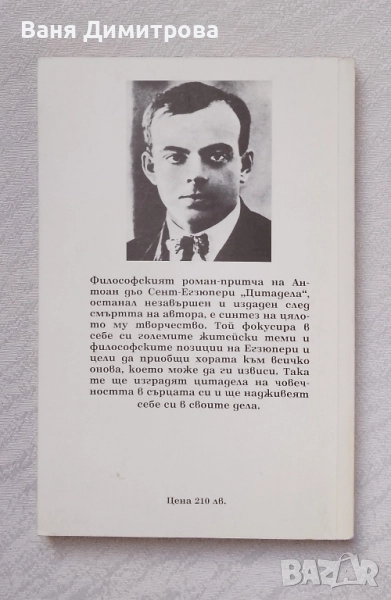 Ваня Димитрова
Философският роман-притча на Ан-
тоан дьо Сент-Егзюпери „Цитадела“,
останал незавършен и издаден след
смъртта на автора, е синтез на цяло-
то му творчество. Той фокусира в
себе си големите житейски теми и
философските позиции на Егзюпери и
цели да приобщи хората към всичко
онова, което може да ги извиси. Така
те ще изградят цитадела на човеч-
ността в сърцата си и ще надживеят
себе си в своите дела.
Цена 210 лв.
BAZAR